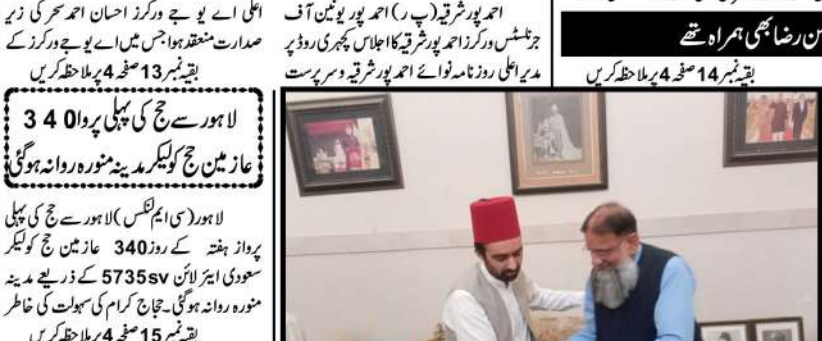 ن رضا بھی ہمراہ تھے
بقیہ نمبر 14 صفحہ 4 پر ملاحظہ کریں
احمد پور شرقیہ (پ ر) احمد پور یونین آف
جرنلسٹس ورکرز احمد پور شرقیہ کا اجلاس کچہری روڈ پر
مدیر اعلی روزنامہ نوائے احمد پور شرقیہ و سرپرست
اعلی اے یو جے ورکرز احسان احمد سحر کی زیر
صدارت منعقد ہوا جس میں اے یو جے ورکرز کے
بقیہ نمبر 13 صفحہ 4 پر ملاحظہ کریں
لاہور سے حج کی پہلی پروا 340
عازمین حج کو لیکر مدینہ منورہ روانہ ہوگئی
لاہور (سی ایم لنکس) لاہور سے حج کی پہلی
پرواز ہفتہ کے روز 340 عازمین حج کو لیکر
سعودی ایئر لائن 5735sv کے ذریعے مدینہ
منورہ روانہ ہوگئی۔ حجاج کرام کی سہولت کی خاطر
بقیہ نمبر 15 صفحہ 4 پر ملاحظہ کریں